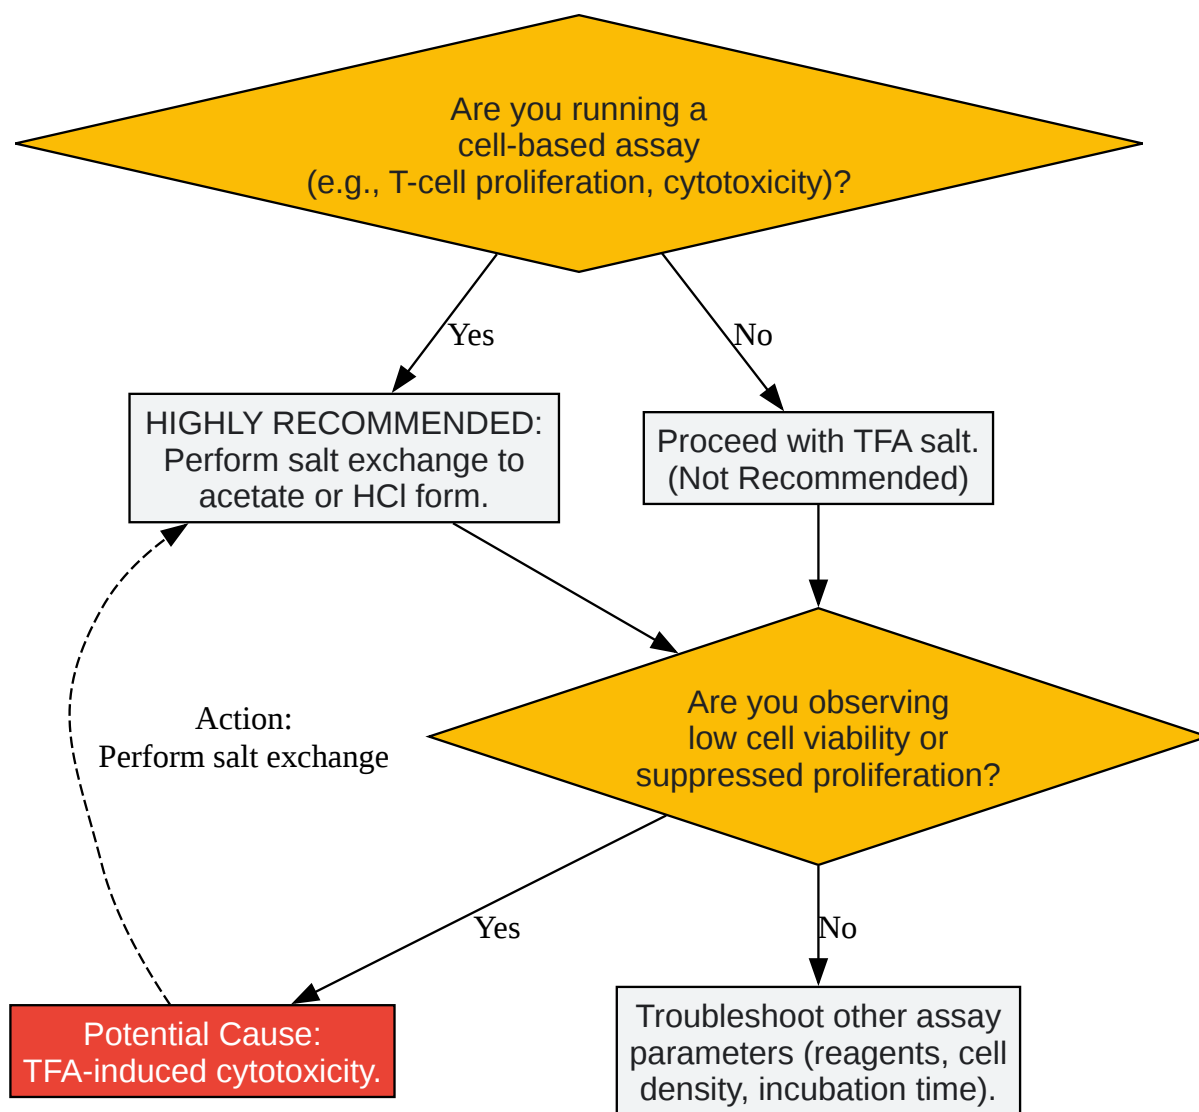 Are you running a
cell-based assay
(e.g., T-cell proliferation, cytotoxicity)?
Yes
No
HIGHLY RECOMMENDED:
Perform salt exchange to
acetate or HCl form.
Proceed with TFA salt.
(Not Recommended)
Action:
Perform salt exchange
Are you observing
low cell viability or
suppressed proliferation?
Yes
No
Potential Cause:
TFA-induced cytotoxicity.
Troubleshoot other assay
parameters (reagents, cell
density, incubation time).